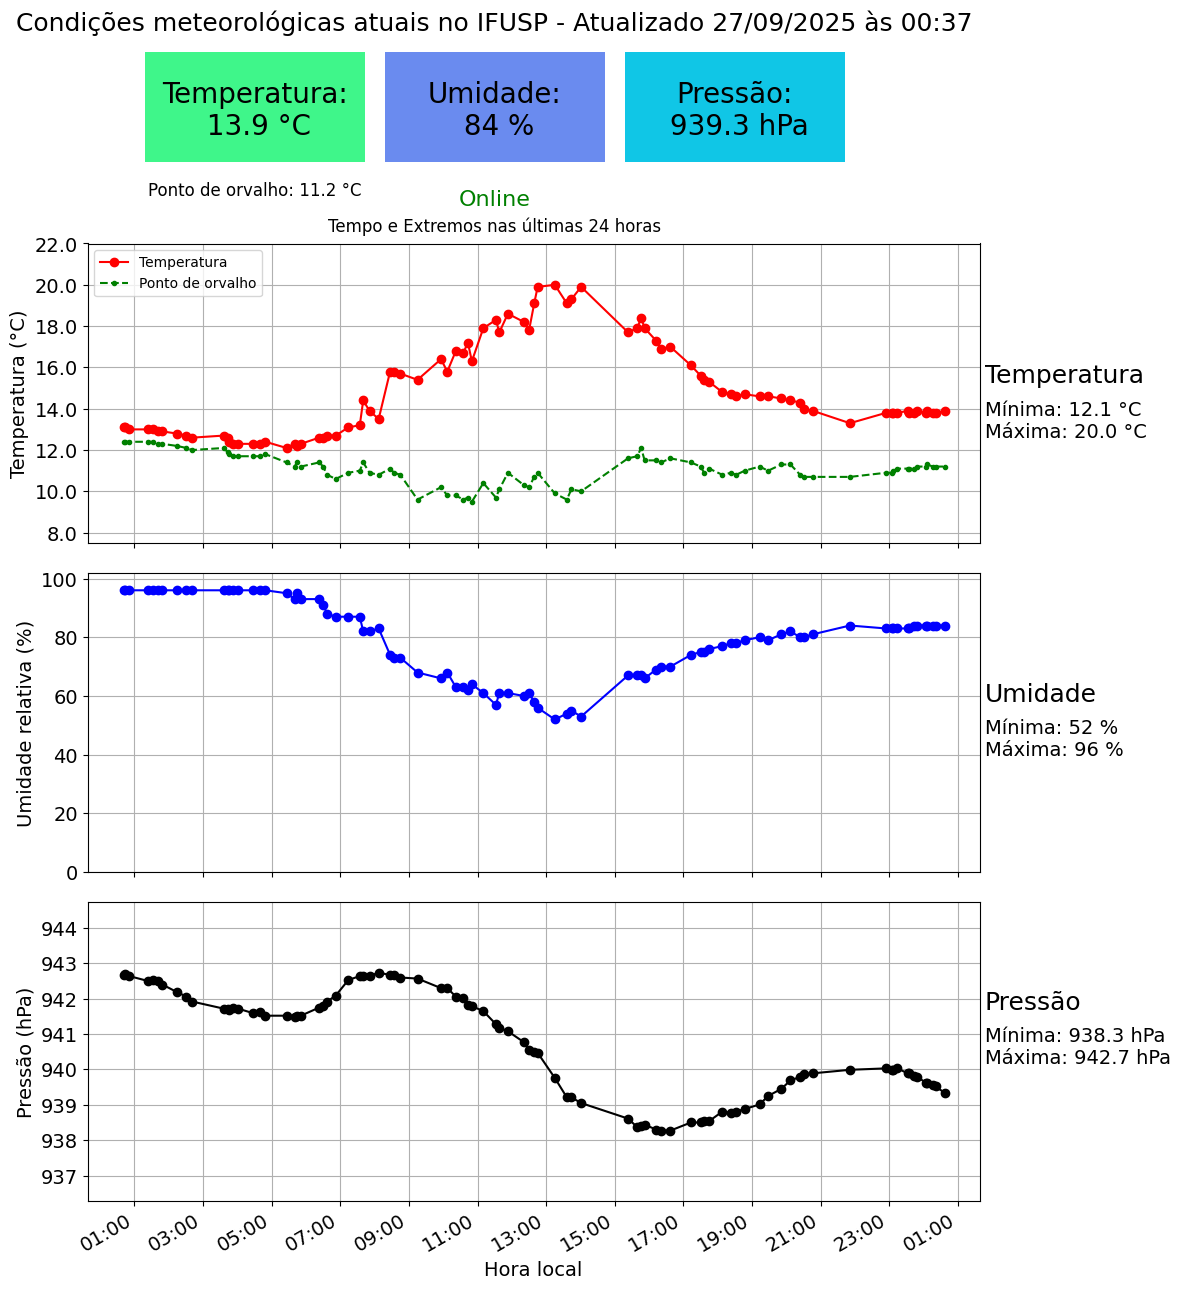 Condições meteorológicas atuais no IFUSP - Atualizado 27/09/2025 às 00:37
Temperatura:
13.9 °C
Umidade:
84 %
Pressão:
939.3 hPa
Ponto de orvalho: 11.2 °C
Online
Tempo e Extremos nas últimas 24 horas
Temperatura
Ponto de orvalho
Temperatura (°C)
22.0
20.0
18.0
16.0
14.0
12.0
10.0
8.0
Temperatura
Mínima: 12.1 °C
Máxima: 20.0 °C
Umidade relativa (%)
100
80
60
40
20
0
Umidade
Mínima: 52 %
Máxima: 96 %
Pressão (hPa)
944
943
942
941
940
939
938
937
Pressão
Mínima: 938.3 hPa
Máxima: 942.7 hPa
01:00
03:00
05:00
07:00
09:00
11:00
13:00
15:00
17:00
19:00
21:00
23:00
01:00
Hora local